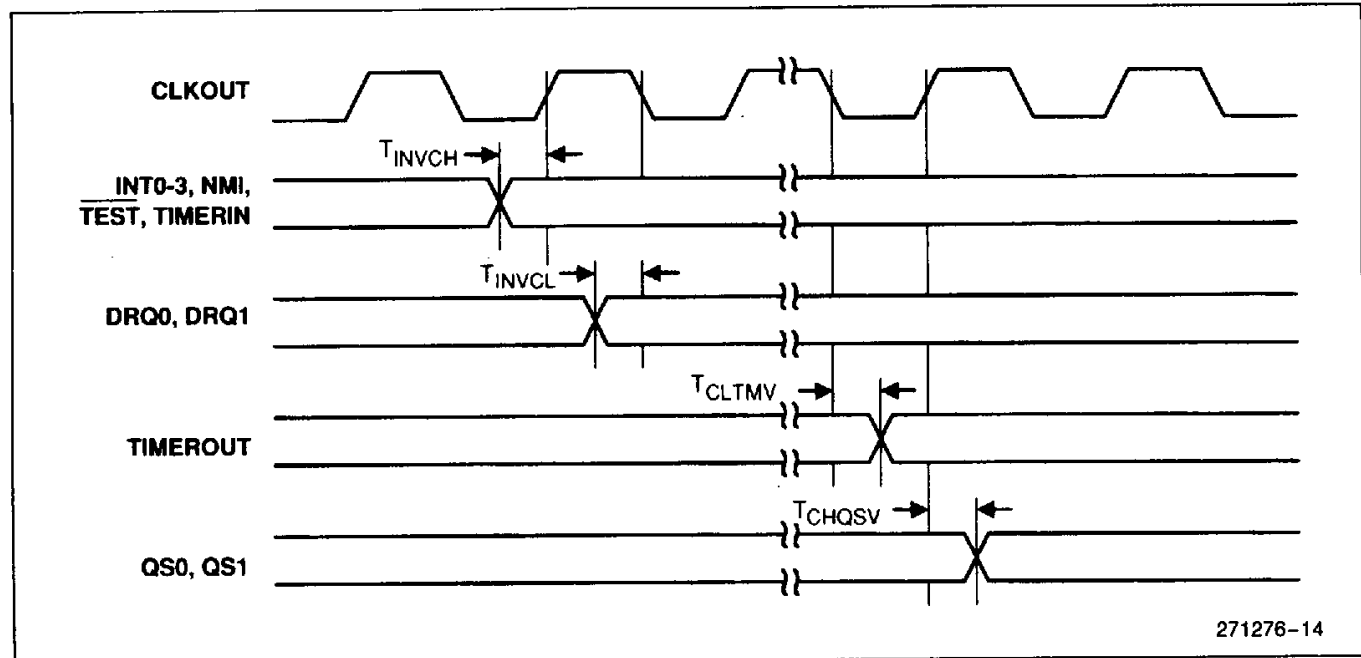 CLKOUT
T_INVCH
INT0-3, NMI,
TEST, TIMERIN
T_INVCL
DRQ0, DRQ1
T_CLTMV
TIMEROUT
T_CHQSV
QS0, QS1
271276-14